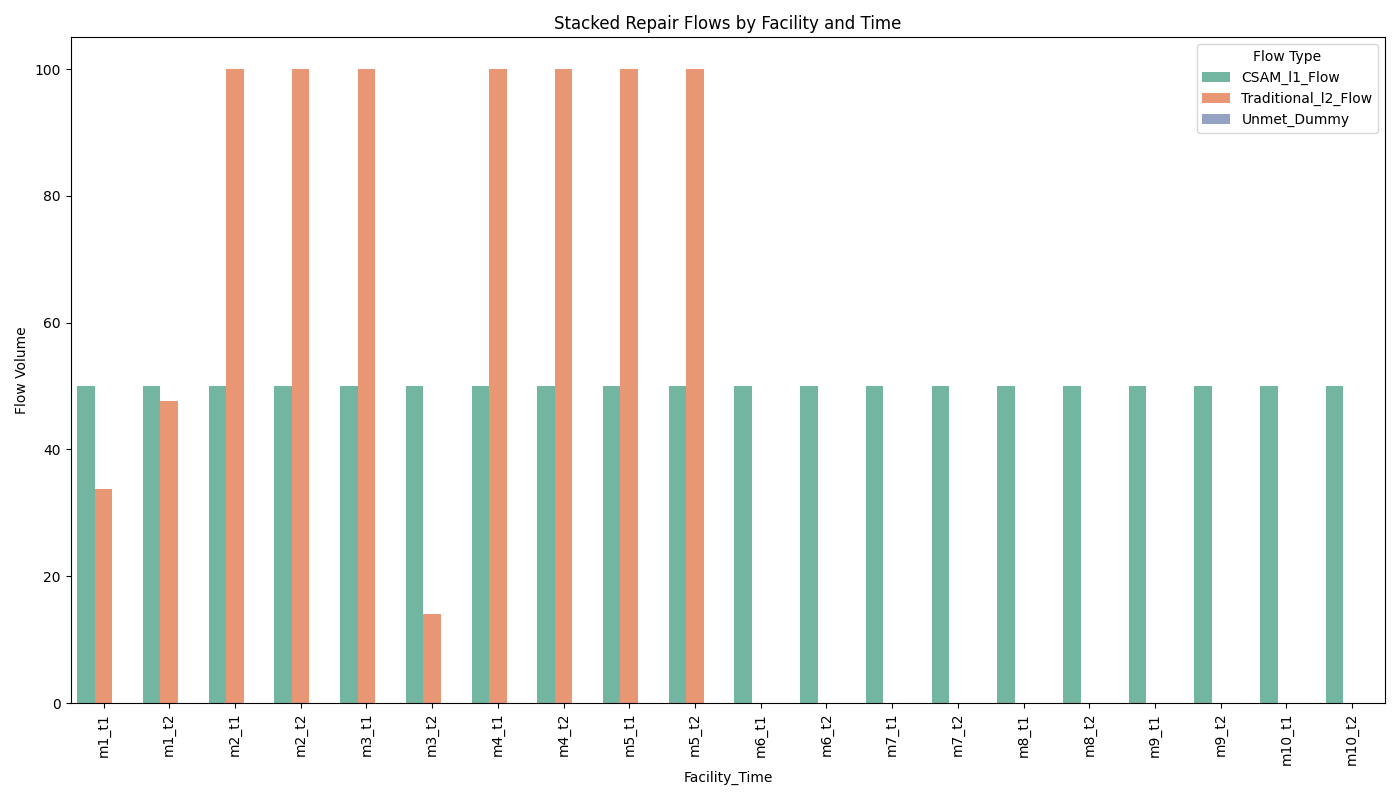 Stacked Repair Flows by Facility and Time
Flow Type
CSAM_l1_Flow
Traditional_l2_Flow
Unmet_Dummy
Flow Volume
100
80
60
40
20
0
m1_t1
m1_t2
m2_t1
m2_t2
m3_t1
m3_t2
m4_t1
m4_t2
m5_t1
m5_t2
m6_t1
m6_t2
m7_t1
m7_t2
m8_t1
m8_t2
m9_t1
m9_t2
m10_t1
m10_t2
Facility_Time